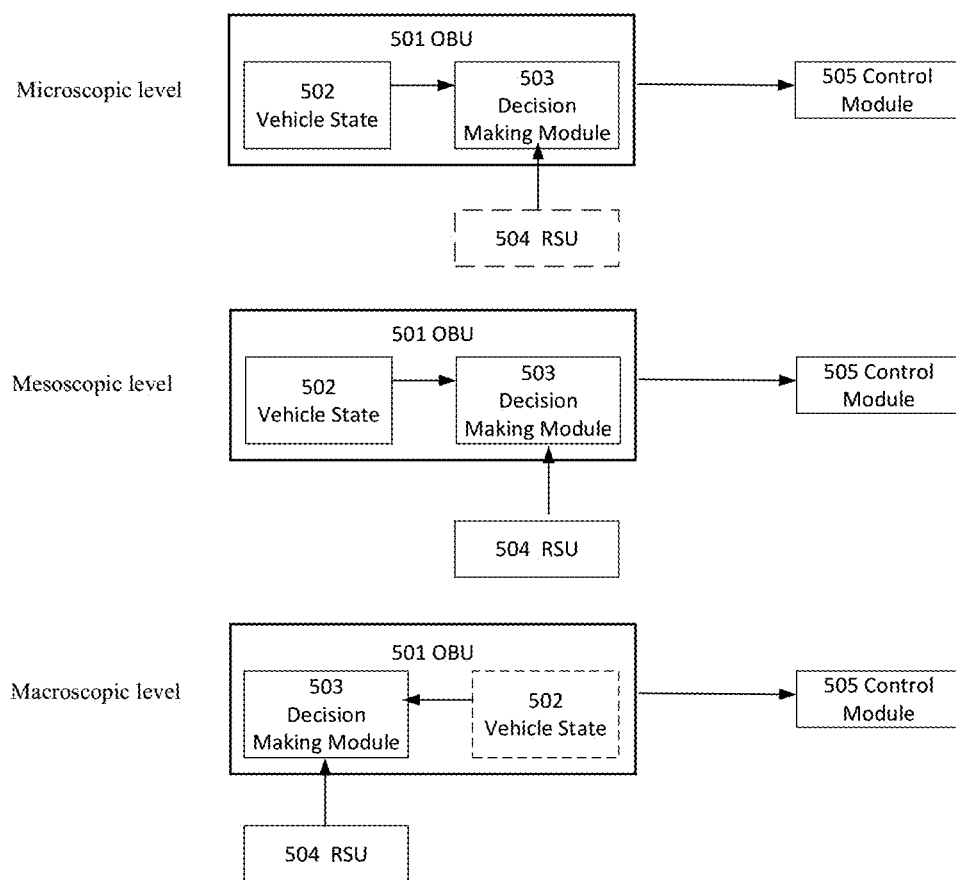 501 OBU
Microscopic level
502
Vehicle State
503
Decision
Making Module
505 Control
Module
504 RSU
501 OBU
Mesoscopic level
502
Vehicle State
503
Decision
Making Module
505 Control
Module
504 RSU
501 OBU
Macroscopic level
503
Decision
Making Module
502
Vehicle State
505 Control
Module
504 RSU